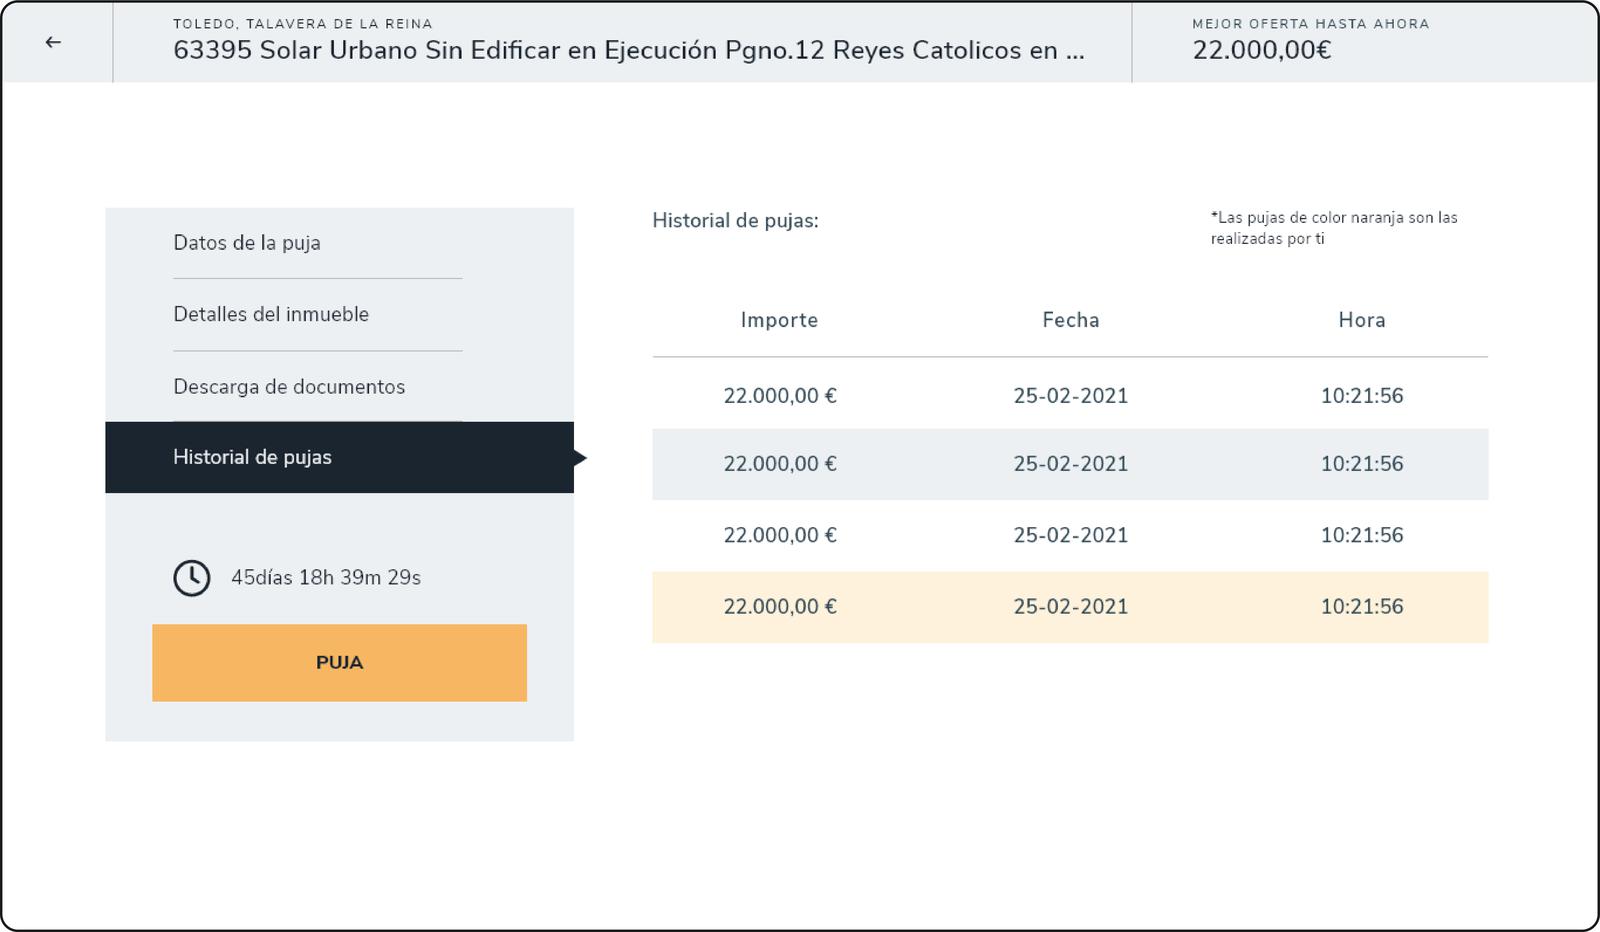 TOLEDO, TALAVERA DE LA REINA
63395 Solar Urbano Sin Edificar en Ejecución Pgno.12 Reyes Catolicos en ...
MEJOR OFERTA HASTA AHORA
22.000,00€
Datos de la puja
Detalles del inmueble
Descarga de documentos
Historial de pujas
45días 18h 39m 29s
PUJA
Historial de pujas:
*Las pujas de color naranja son las
realizadas por ti
Importe Fecha Hora
22.000,00 € 25-02-2021 10:21:56
22.000,00 € 25-02-2021 10:21:56
22.000,00 € 25-02-2021 10:21:56
22.000,00 € 25-02-2021 10:21:56